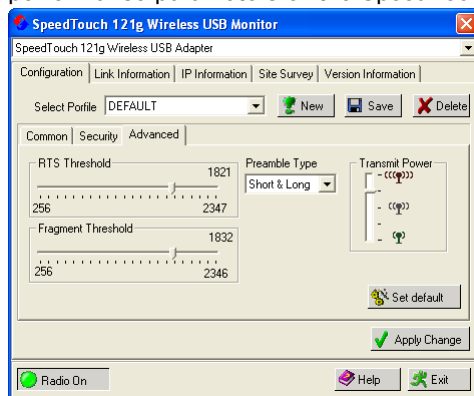 SpeedTouch 121g Wireless USB Monitor
SpeedTouch 121g Wireless USB Adapter
Configuration Link Information IP Information Site Survey Version Information
Select Porfile DEFAULT New Save Delete
Common Security Advanced
RTS Threshold Preamble Type Transmit Power
1821
Short & Long
256 2347
Fragment Threshold
1832
256 2346
Set default
Apply Change
Radio On Help Exit